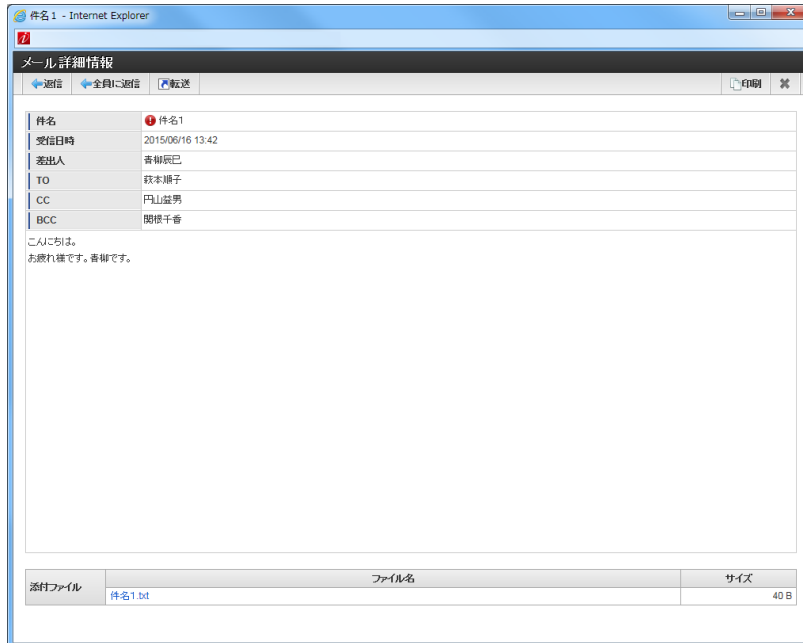 件名1 - Internet Explorer
メール詳細情報
返信 全員に返信 転送 印刷
件名 件名1
受信日時 2015/06/16 13:42
差出人 青柳辰巳
TO 萩本順子
CC 円山益男
BCC 関根千香
こんにちは。
お疲れ様です。青柳です。
添付ファイル ファイル名 サイズ
件名1.txt 40 B